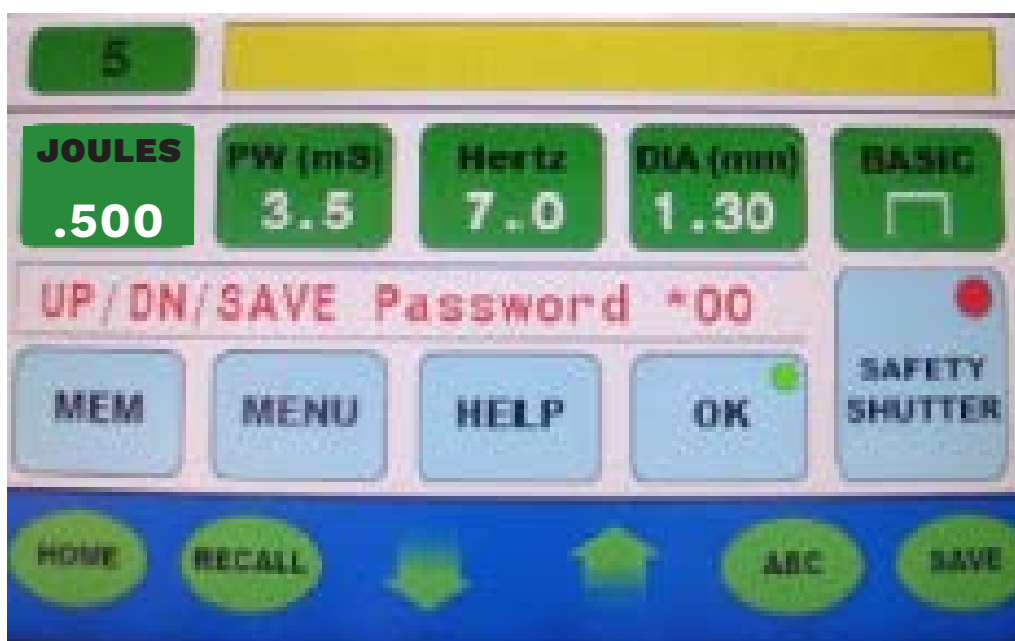 5
JOULES PW (mS) Hertz DIA (mm) BASIC
.500 3.5 7.0 1.30
UP/DN/SAVE Password *00
SAFETY
MEM MENU HELP OK SHUTTER
HOME RECALL ABC SAVE